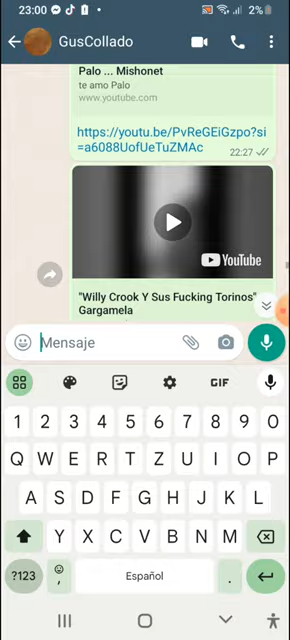 23:00 2%
GusCollado
Palo ... Mishonet
te amo Palo
www.youtube.com
https://youtu.be/PvReGEiGzpo?si
=a6088UofUeTuZMAc
22:27
YouTube
"Willy Crook Y Sus Fucking Torinos"
Gargamela
Mensaje
GIF
1 2 3 4 5 6 7 8 9 0
Q W E R T Z U I O P
A S D F G H J K L
Y X C V B N M
?123 , Español .